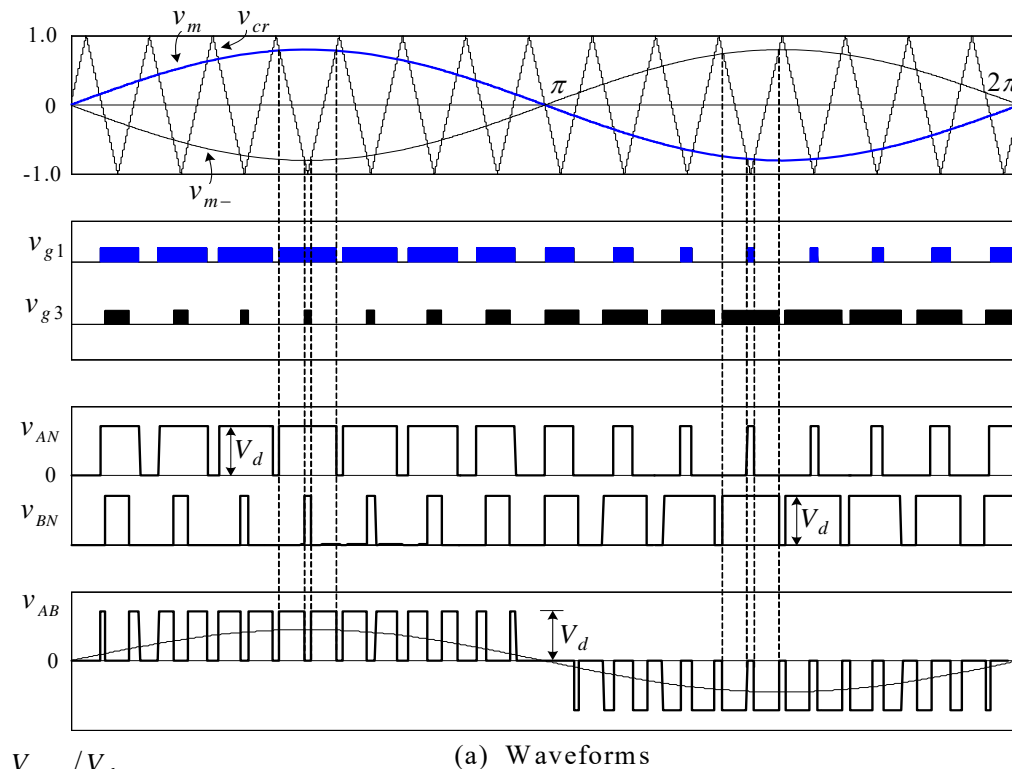 v_m v_cr
1.0
0
-1.0
π
2π
v_m−
v_g1
v_g3
v_AN
V_d
0
v_BN
V_d
v_AB
V_d
0
(a) Waveforms
V /V